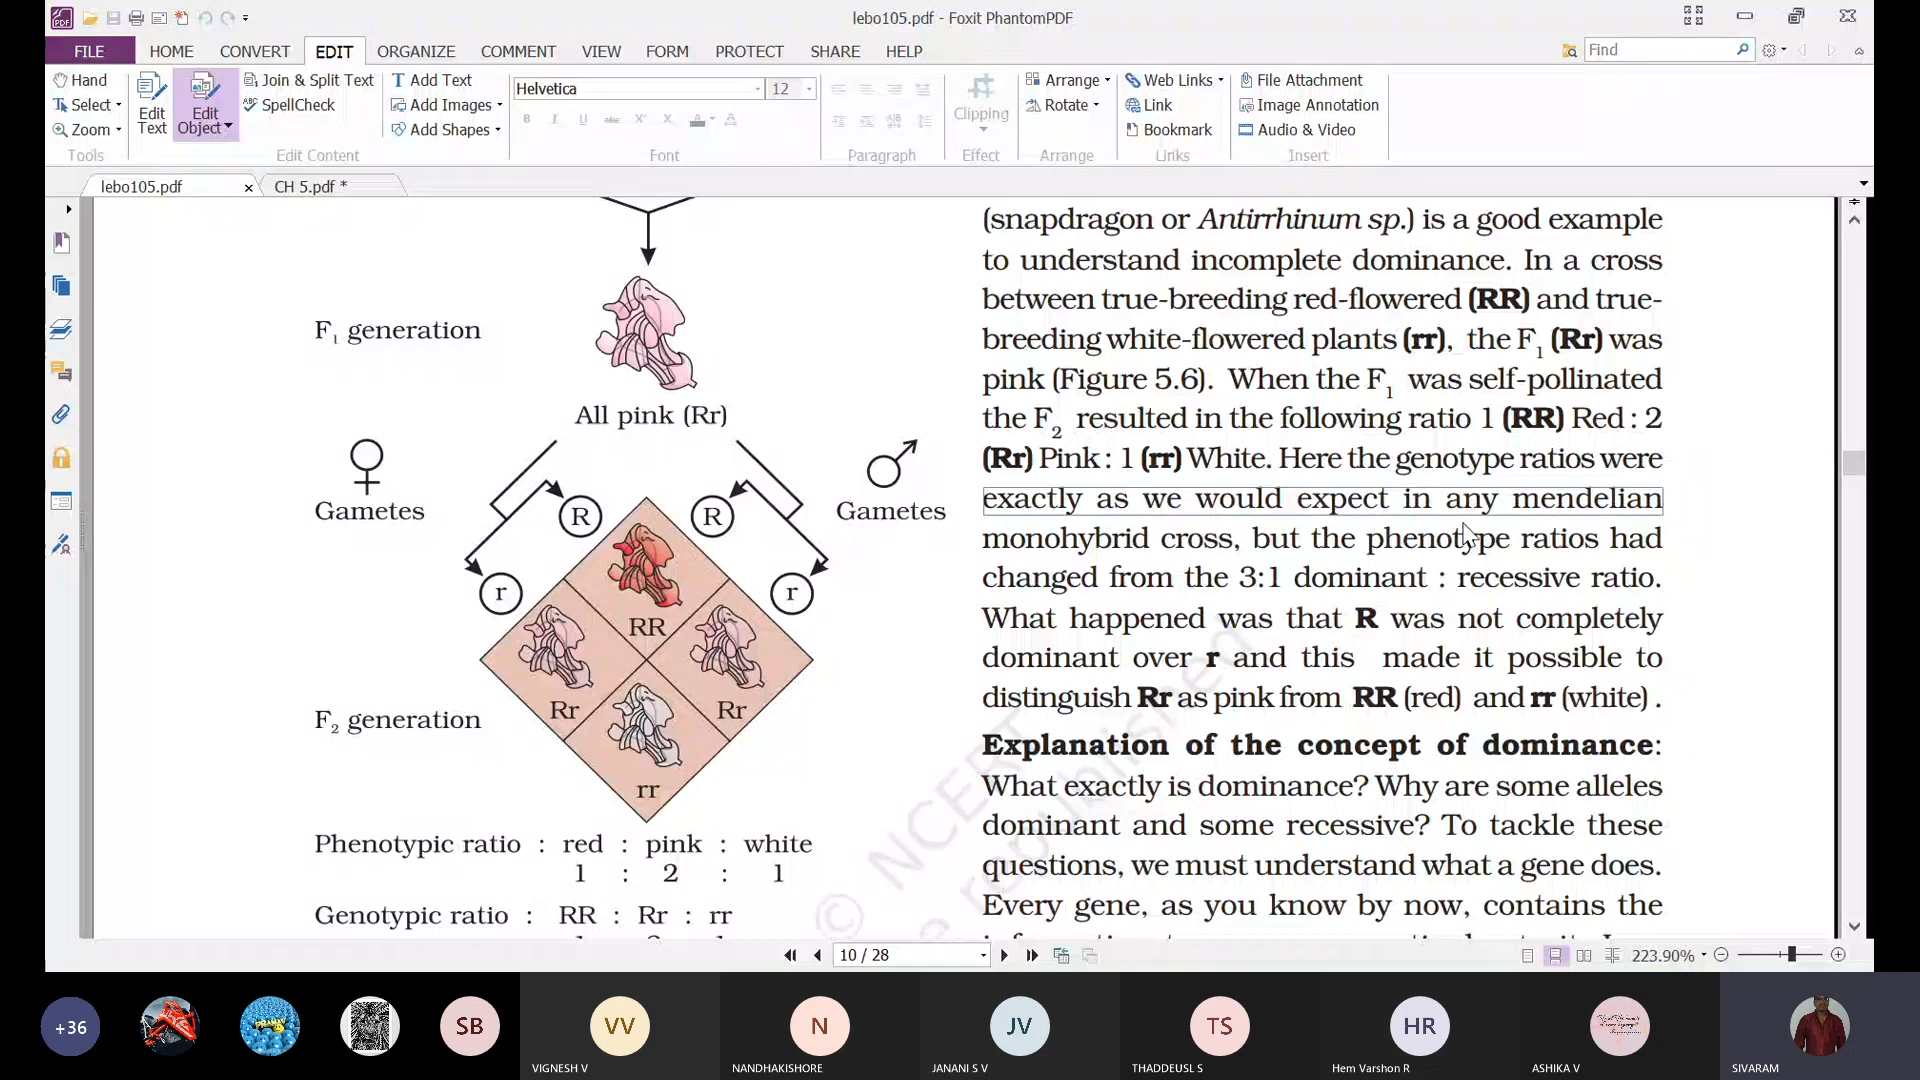 lebo105.pdf - Foxit PhantomPDF
FILE HOME CONVERT EDIT ORGANIZE COMMENT VIEW FORM PROTECT SHARE HELP
Find
Hand
Select
Zoom
Tools
Edit Text
Edit Object
Join & Split Text
SpellCheck
Edit Content
Add Text
Add Images
Add Shapes
Helvetica 12
B I U abc X X A A
Font
Paragraph
Clipping
Effect
Arrange
Rotate
Arrange
Web Links
Link
Bookmark
Links
File Attachment
Image Annotation
Audio & Video
Insert
lebo105.pdf
CH 5.pdf *
F1 generation
All pink (Rr)
Gametes
Gametes
R
R
r
r
RR
Rr
Rr
rr
F2 generation
Phenotypic ratio : red : pink : white
1 : 2 : 1
Genotypic ratio : RR : Rr : rr
(snapdragon or Antirrhinum sp.) is a good example
to understand incomplete dominance. In a cross
between true-breeding red-flowered (RR) and true-
breeding white-flowered plants (rr), the F1 (Rr) was
pink (Figure 5.6). When the F1 was self-pollinated
the F2 resulted in the following ratio 1 (RR) Red : 2
(Rr) Pink : 1 (rr) White. Here the genotype ratios were
exactly as we would expect in any mendelian
monohybrid cross, but the phenotype ratios had
changed from the 3:1 dominant : recessive ratio.
What happened was that R was not completely
dominant over r and this made it possible to
distinguish Rr as pink from RR (red) and rr (white) .
Explanation of the concept of dominance:
What exactly is dominance? Why are some alleles
dominant and some recessive? To tackle these
questions, we must understand what a gene does.
Every gene, as you know by now, contains the
© NCERT
republished
10 / 28
223.90%
+36
SB
VV
VIGNESH V
N
NANDHAKISHORE
JV
JANANI S V
TS
THADDEUSL S
HR
Hem Varshon R
ASHIKA V
SIVARAM